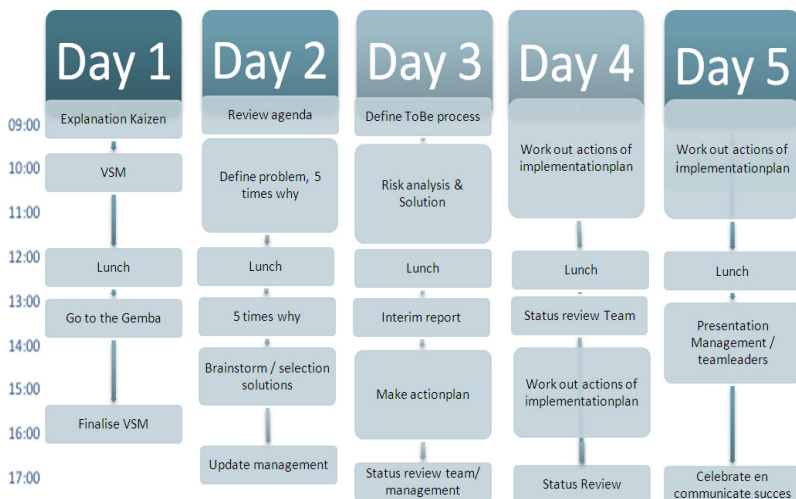 Day 1
Day 2
Day 3
Day 4
Day 5
09:00
10:00
11:00
12:00
13:00
14:00
15:00
16:00
17:00
Explanation Kaizen
VSM
Lunch
Go to the Gemba
Finalise VSM
Review agenda
Define problem, 5
times why
Lunch
5 times why
Brainstorm / selection
solutions
Update management
Define ToBe process
Risk analysis &
Solution
Lunch
Interim report
Make actionplan
Status review team/
management
Work out actions of
implementationplan
Lunch
Status review Team
Work out actions of
implementationplan
Status Review
Work out actions of
implementationplan
Lunch
Presentation
Management /
teamleaders
Celebrate en
communicate succes